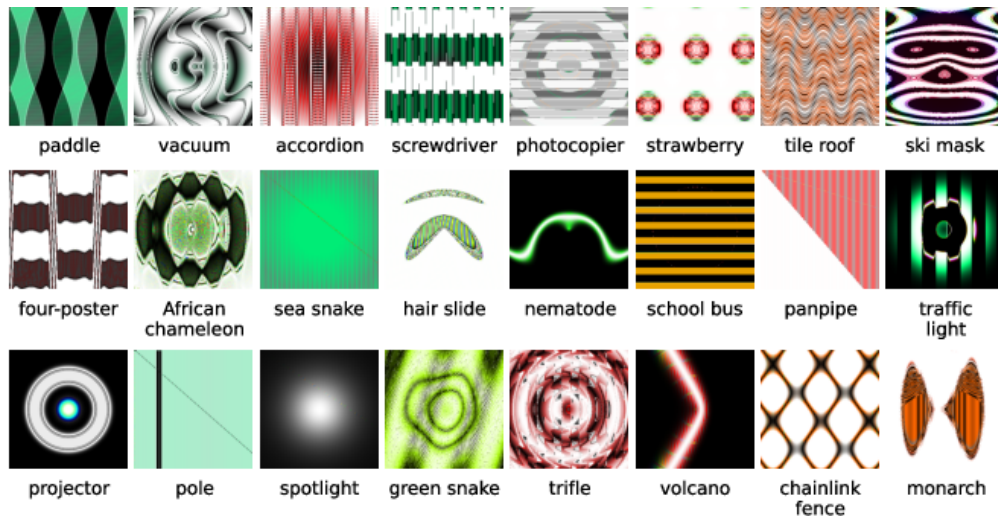 paddle vacuum accordion screwdriver photocopier strawberry tile roof ski mask
four-poster African chameleon sea snake hair slide nematode school bus panpipe traffic light
projector pole spotlight green snake trifle volcano chainlink fence monarch